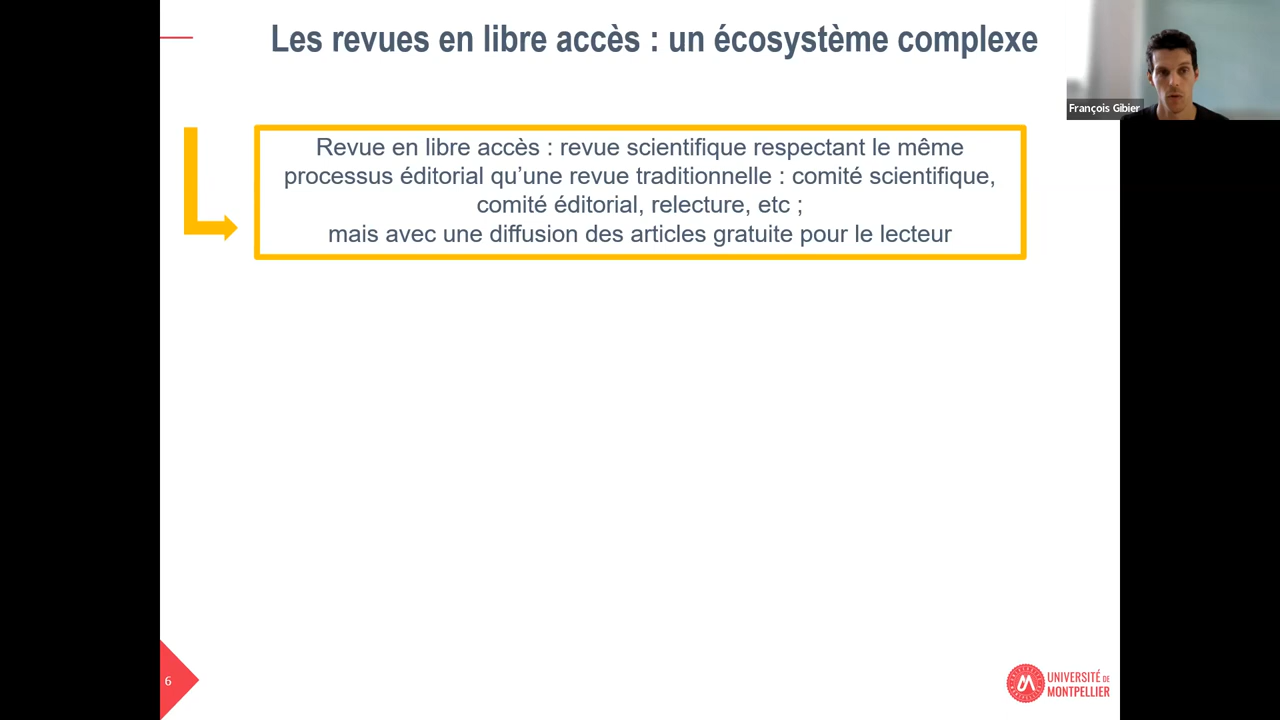 Les revues en libre accès : un écosystème complexe
François Gibier
Revue en libre accès : revue scientifique respectant le même
processus éditorial qu’une revue traditionnelle : comité scientifique,
comité éditorial, relecture, etc ;
mais avec une diffusion des articles gratuite pour le lecteur
6
UNIVERSITÉ DE
MONTPELLIER